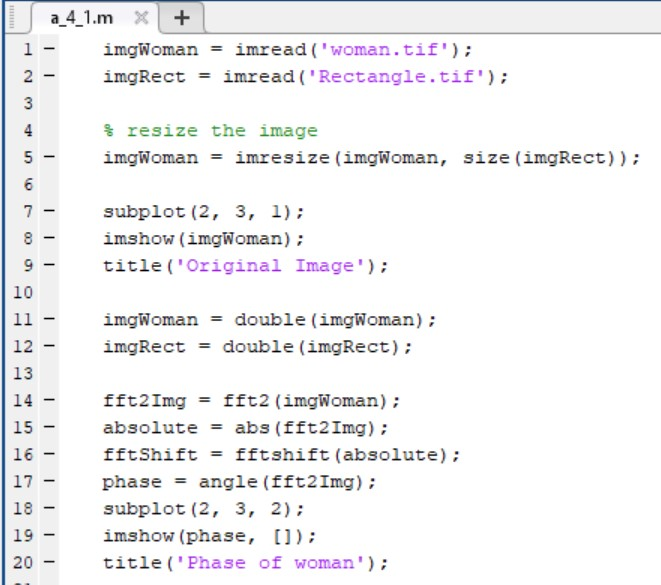 a_4_1.m × +
1 – imgWoman = imread('woman.tif');
2 – imgRect = imread('Rectangle.tif');
3
4 % resize the image
5 – imgWoman = imresize(imgWoman, size(imgRect));
6
7 – subplot(2, 3, 1);
8 – imshow(imgWoman);
9 – title('Original Image');
10
11 – imgWoman = double(imgWoman);
12 – imgRect = double(imgRect);
13
14 – fft2Img = fft2(imgWoman);
15 – absolute = abs(fft2Img);
16 – fftShift = fftshift(absolute);
17 – phase = angle(fft2Img);
18 – subplot(2, 3, 2);
19 – imshow(phase, []);
20 – title('Phase of woman');